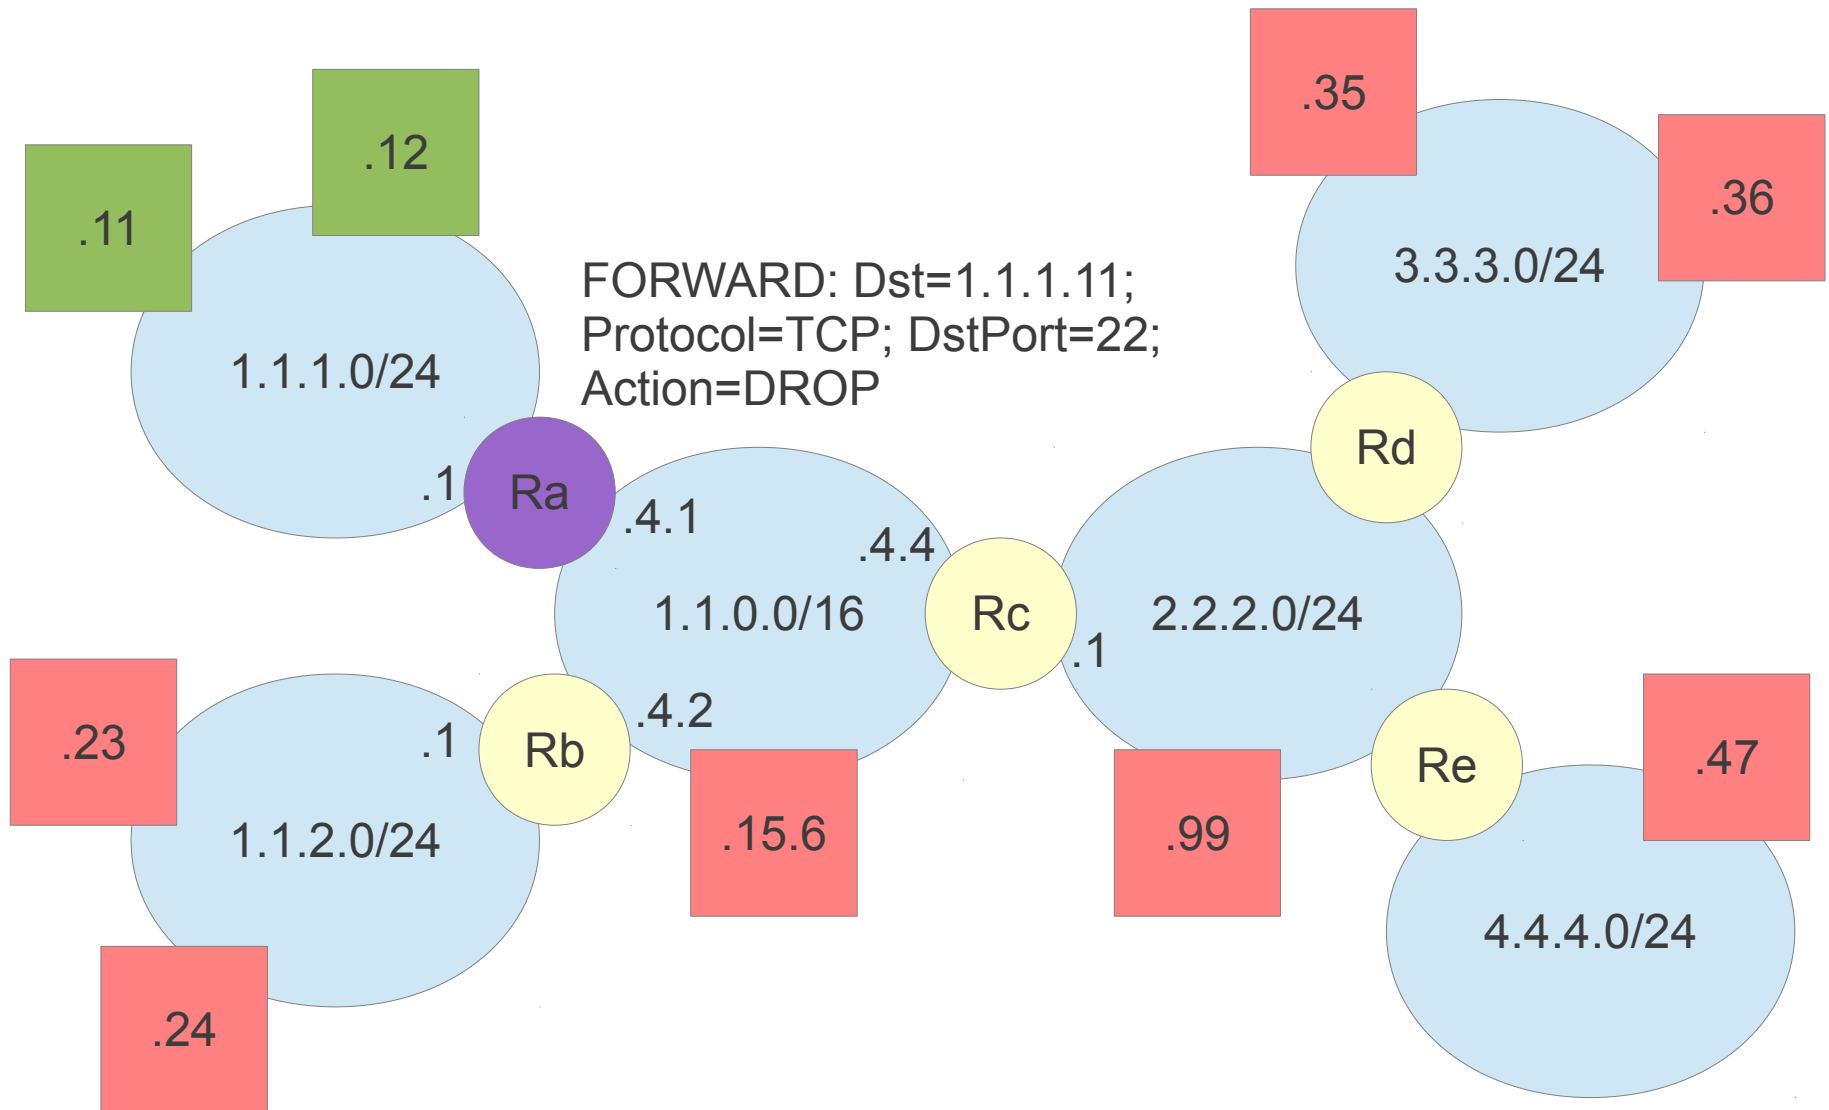 .35
.12
.36
.11
3.3.3.0/24
FORWARD: Dst=1.1.1.11;
Protocol=TCP; DstPort=22;
Action=DROP
1.1.1.0/24
Rd
.1
Ra
.4.1
.4.4
1.1.0.0/16
Rc
2.2.2.0/24
.1
.4.2
.23
.1
Rb
Re
.47
1.1.2.0/24
.15.6
.99
4.4.4.0/24
.24